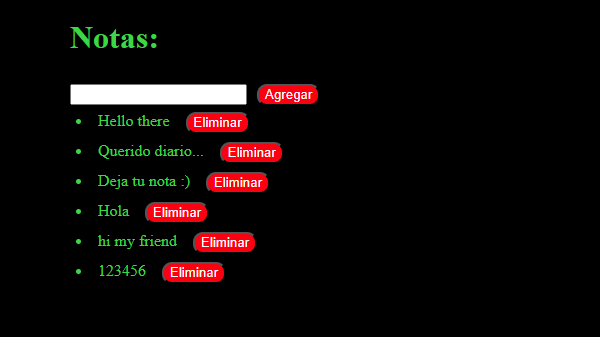 Notas:
Agregar
Hello there Eliminar
Querido diario... Eliminar
Deja tu nota :) Eliminar
Hola Eliminar
hi my friend Eliminar
123456 Eliminar